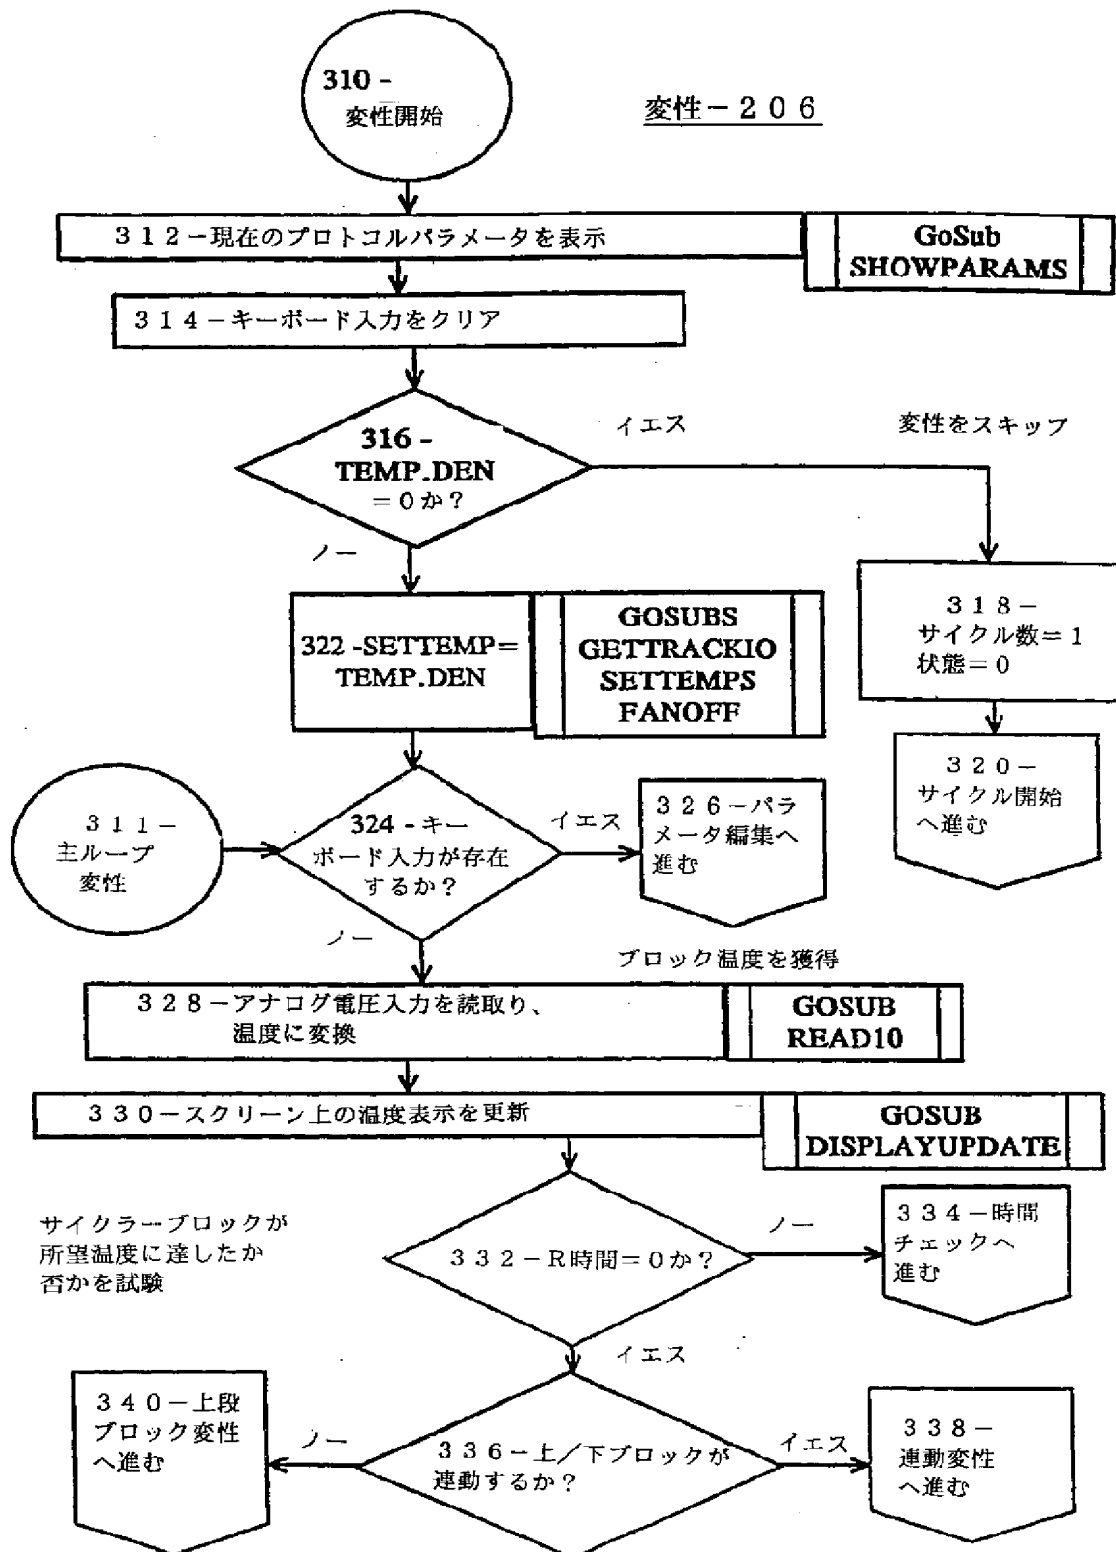 310 -
変性開始
変性－２０６
３１２－現在のプロトコルパラメータを表示
GoSub
SHOWPARAMS
３１４－キーボード入力をクリア
316 -
TEMP.DEN
＝０か？
イエス
変性をスキップ
ノー
３１８－
サイクル数＝１
状態＝０
322 -SETTEMP=
TEMP.DEN
GOSUBS
GETTRACKIO
SETTEMPS
FANOFF
３２０－
サイクル開始
へ進む
３１１－
主ループ
変性
324 - キー
ボード入力が存在
するか？
イエス
３２６－パラ
メータ編集へ
進む
ノー
ブロック温度を獲得
３２８－アナログ電圧入力を読取り、
温度に変換
GOSUB
READ10
３３０－スクリーン上の温度表示を更新
GOSUB
DISPLAYUPDATE
サイクラーブロックが
所望温度に達したか
否かを試験
３３２－R時間＝０か？
ノー
３３４－時間
チェックへ
進む
イエス
３４０－上段
ブロック変性
へ進む
ノー
３３６－上／下ブロックが
連動するか？
イエス
３３８－
連動変性
へ進む